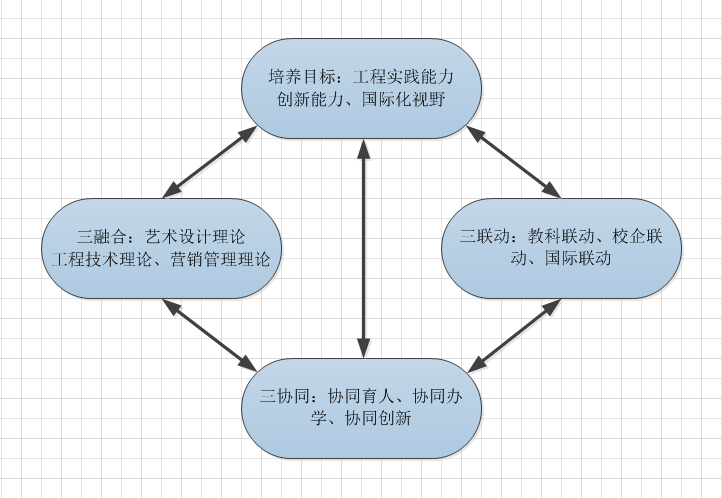 培养目标：工程实践能力
创新能力、国际化视野
三融合：艺术设计理论
工程技术理论、营销管理理论
三联动：教科联动、校企联
动、国际联动
三协同：协同育人、协同办
学、协同创新